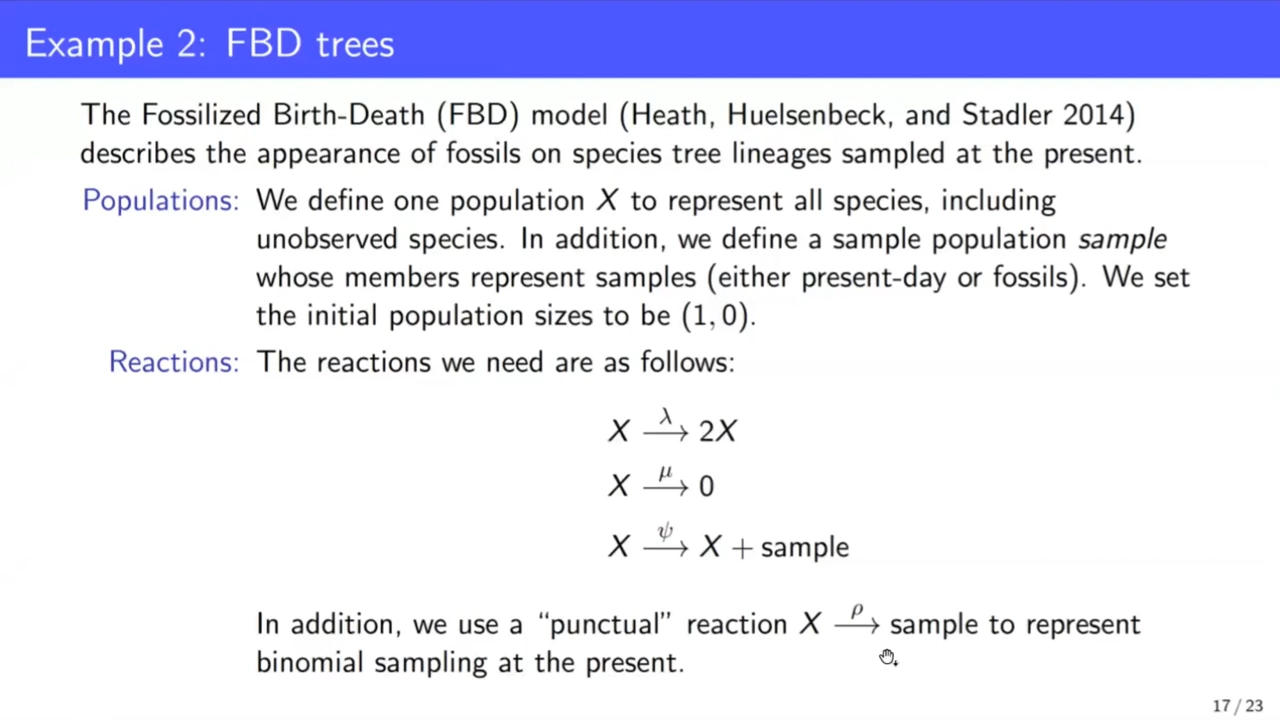 Example 2: FBD trees
The Fossilized Birth-Death (FBD) model (Heath, Huelsenbeck, and Stadler 2014)
describes the appearance of fossils on species tree lineages sampled at the present.
Populations: We define one population X to represent all species, including
unobserved species. In addition, we define a sample population sample
whose members represent samples (either present-day or fossils). We set
the initial population sizes to be (1, 0).
Reactions: The reactions we need are as follows:
X \xrightarrow{λ} 2X
X \xrightarrow{μ} 0
X \xrightarrow{ψ} X + sample
In addition, we use a “punctual” reaction X \xrightarrow{ρ} sample to represent
binomial sampling at the present.
17 / 23